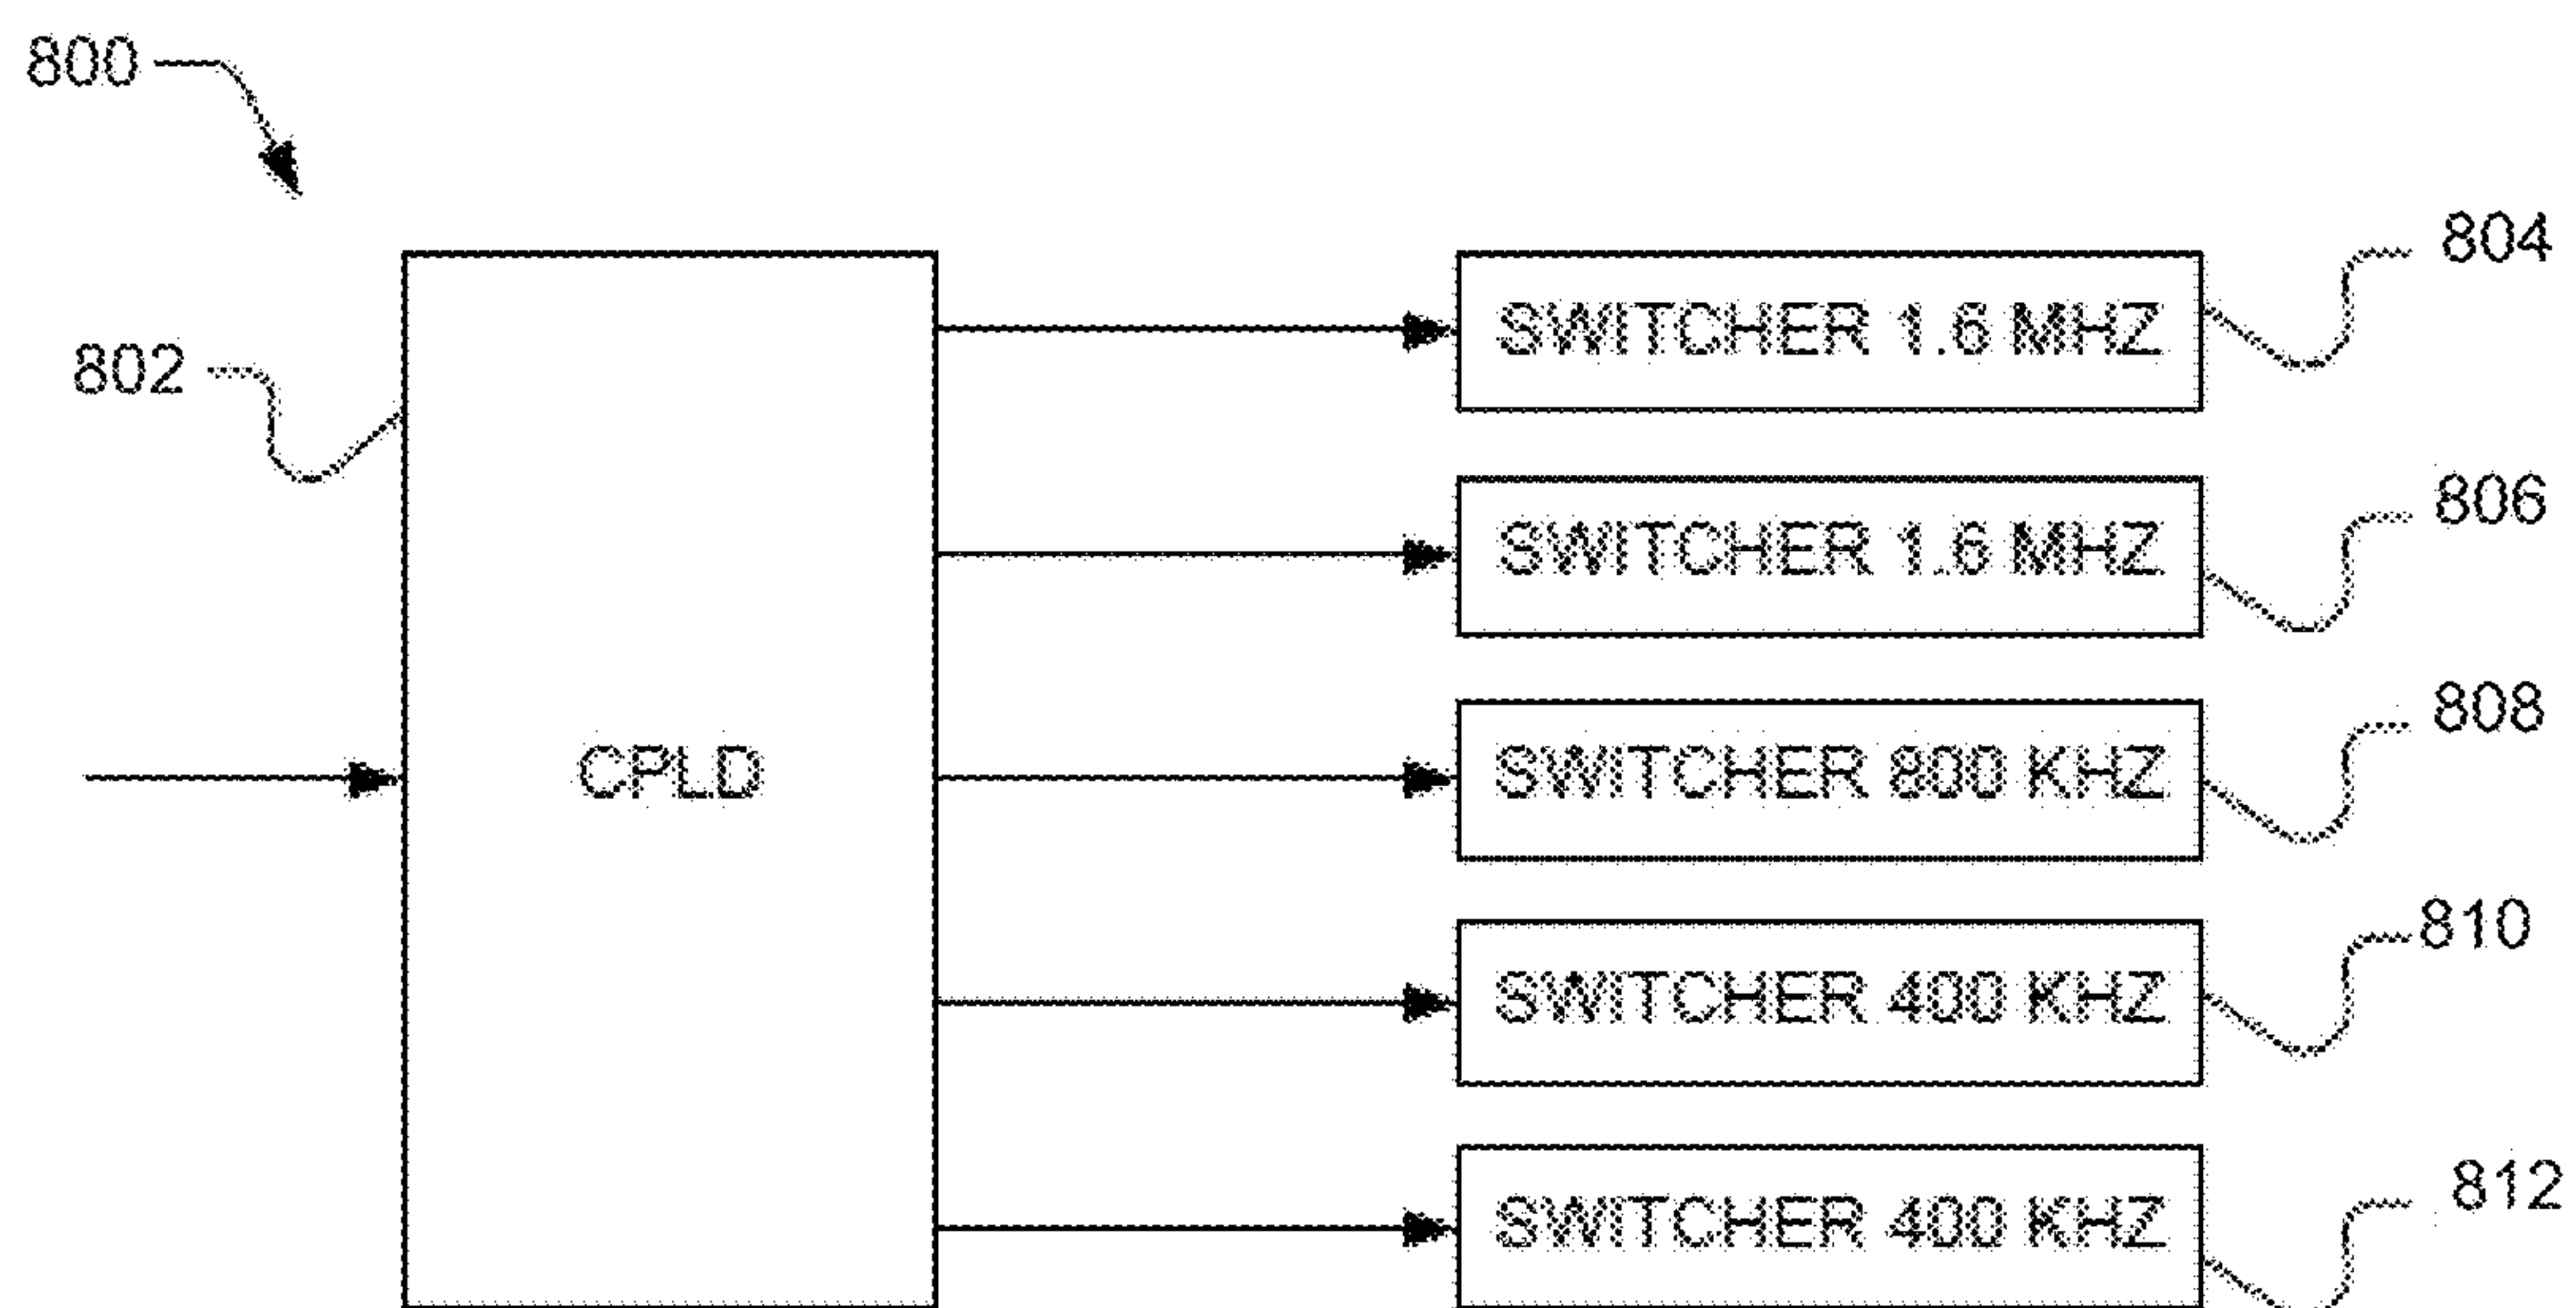 800
804
SWITCHER 1.6 MHZ
802
806
SWITCHER 1.6 MHZ
808
CPLD
SWITCHER 800 KHZ
810
SWITCHER 400 KHZ
812
SWITCHER 400 KHZ